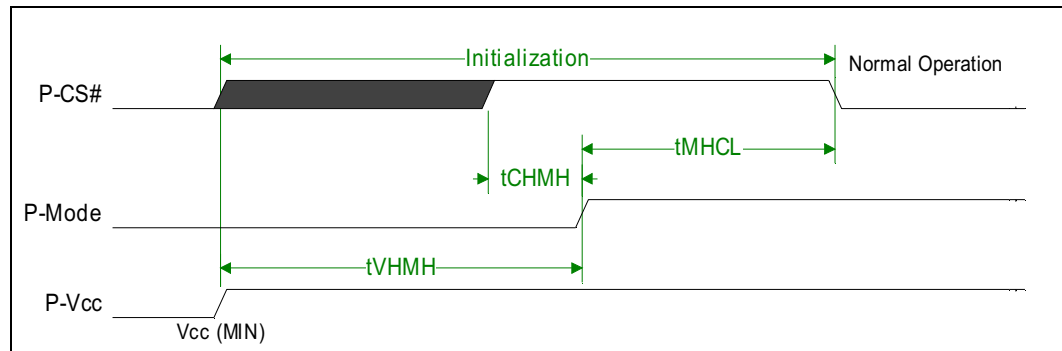 Initialization
Normal Operation
P-CS#
tMHCL
tCHMH
P-Mode
tVHMH
P-Vcc
Vcc (MIN)